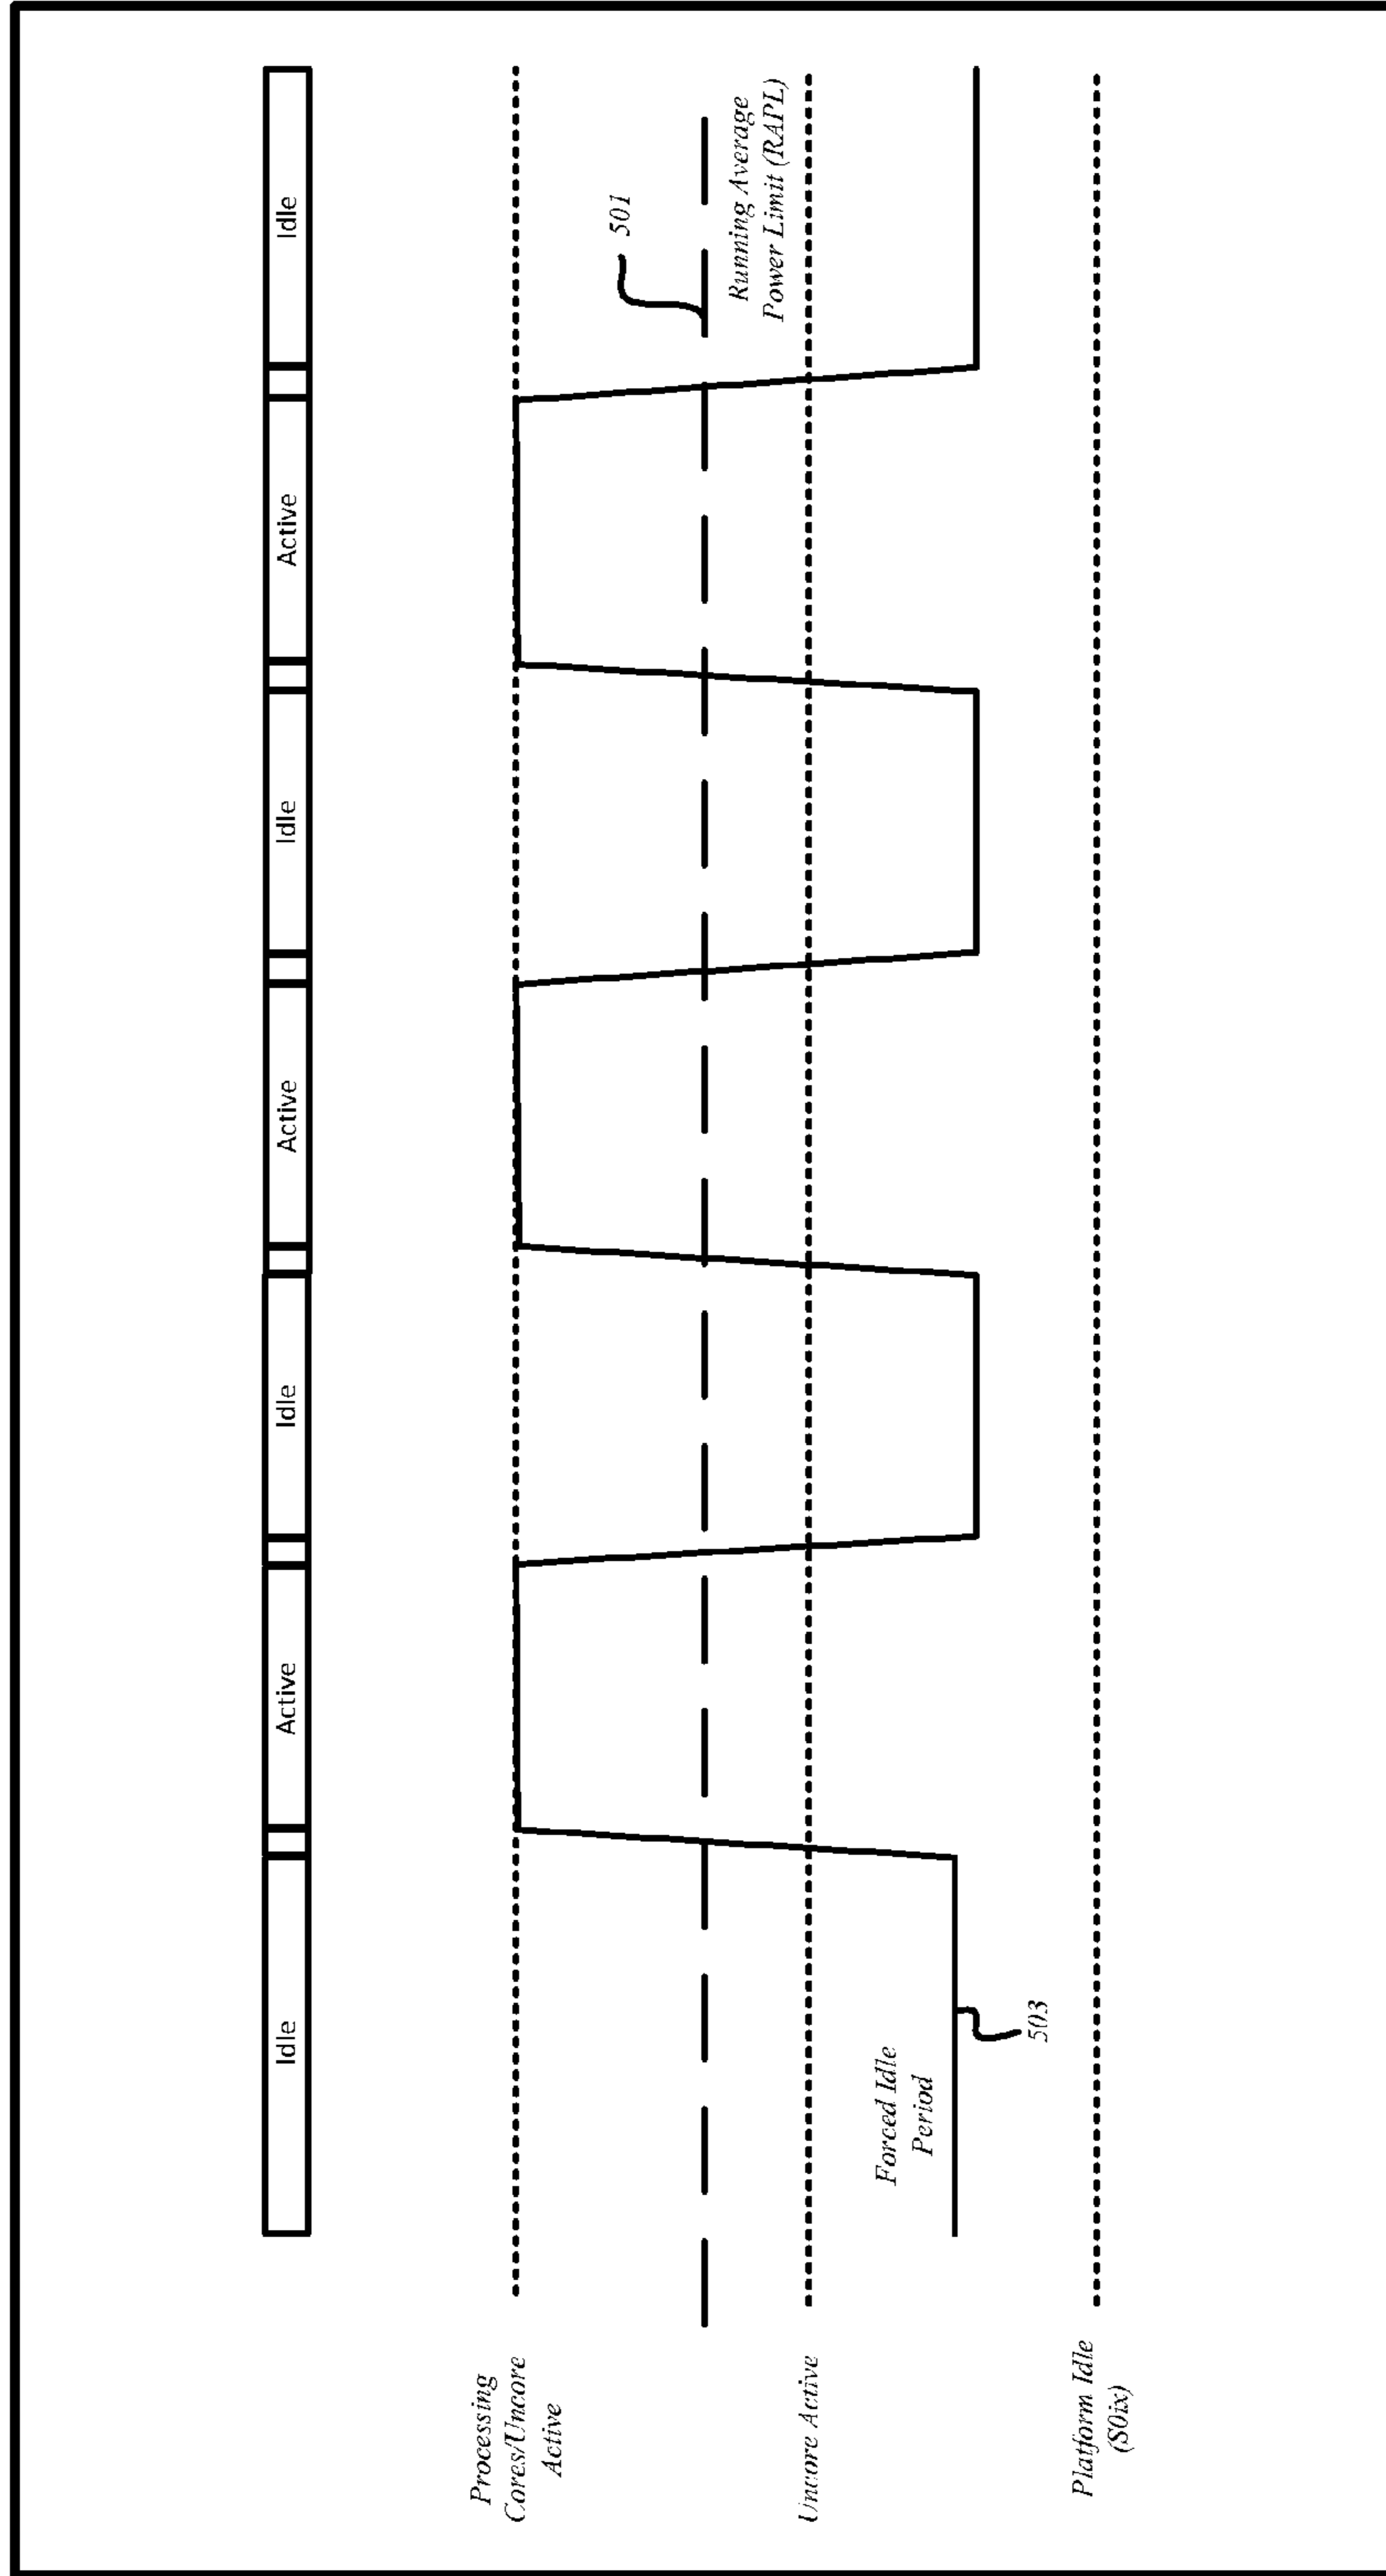 Idle
Active
Idle
Active
Idle
Active
Idle
Processing
Cores/Uncore
Active
501
Running Average
Power Limit (RAPL)
Uncore Active
Forced Idle
Period
503
Platform Idle
(S0ix)